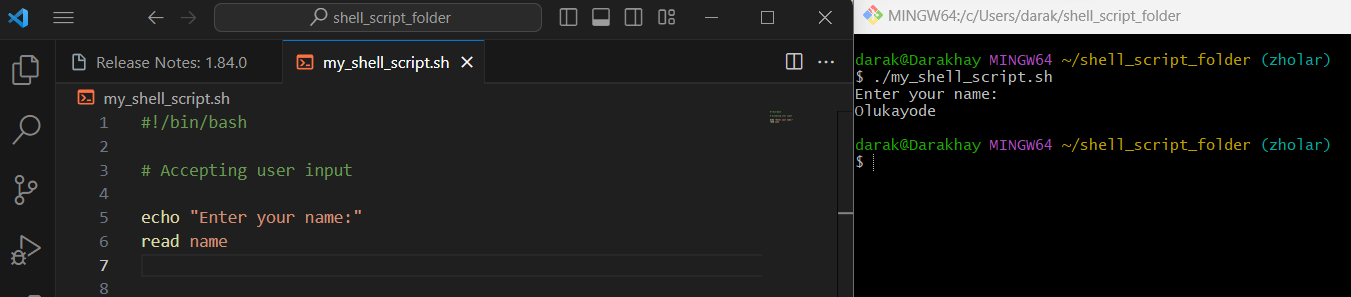 shell_script_folder
Release Notes: 1.84.0
my_shell_script.sh
my_shell_script.sh
1 #!/bin/bash
2
3 # Accepting user input
4
5 echo "Enter your name:"
6 read name
7
8
MINGW64:/c/Users/darak/shell_script_folder
darak@Darakhay MINGW64 ~/shell_script_folder (zholar)
$ ./my_shell_script.sh
Enter your name:
Olukayode
darak@Darakhay MINGW64 ~/shell_script_folder (zholar)
$